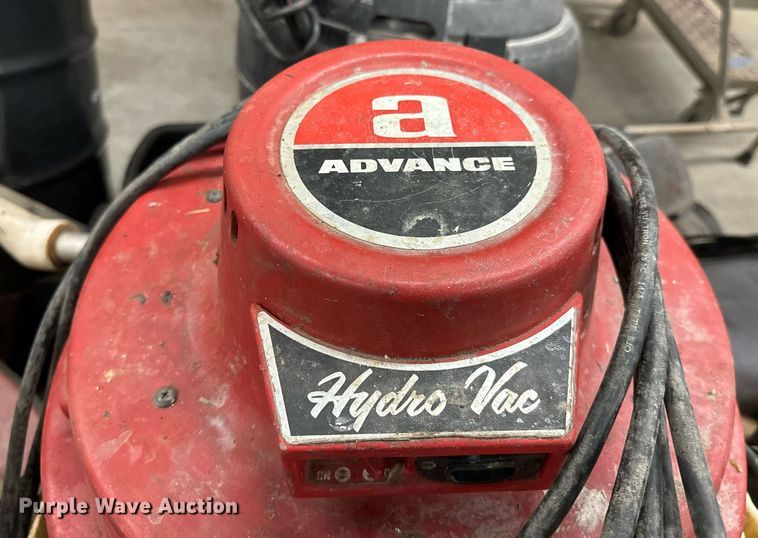 a
ADVANCE
Hydro Vac
ON
Purple Wave Auction